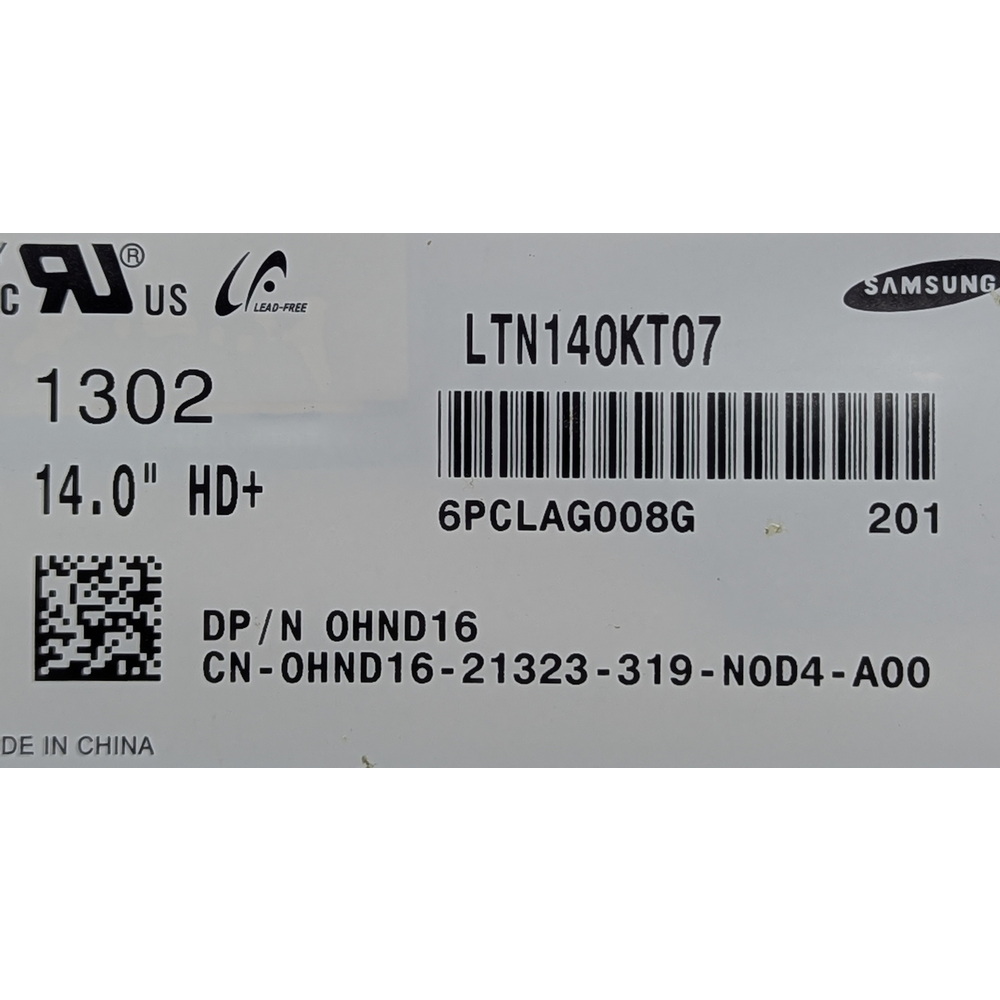 C RU® US LEAD-FREE
SAMSUNG
LTN140KT07
1302
14.0" HD+
6PCLAG008G 201
DP/N 0HND16
CN-0HND16-21323-319-N0D4-A00
DE IN CHINA